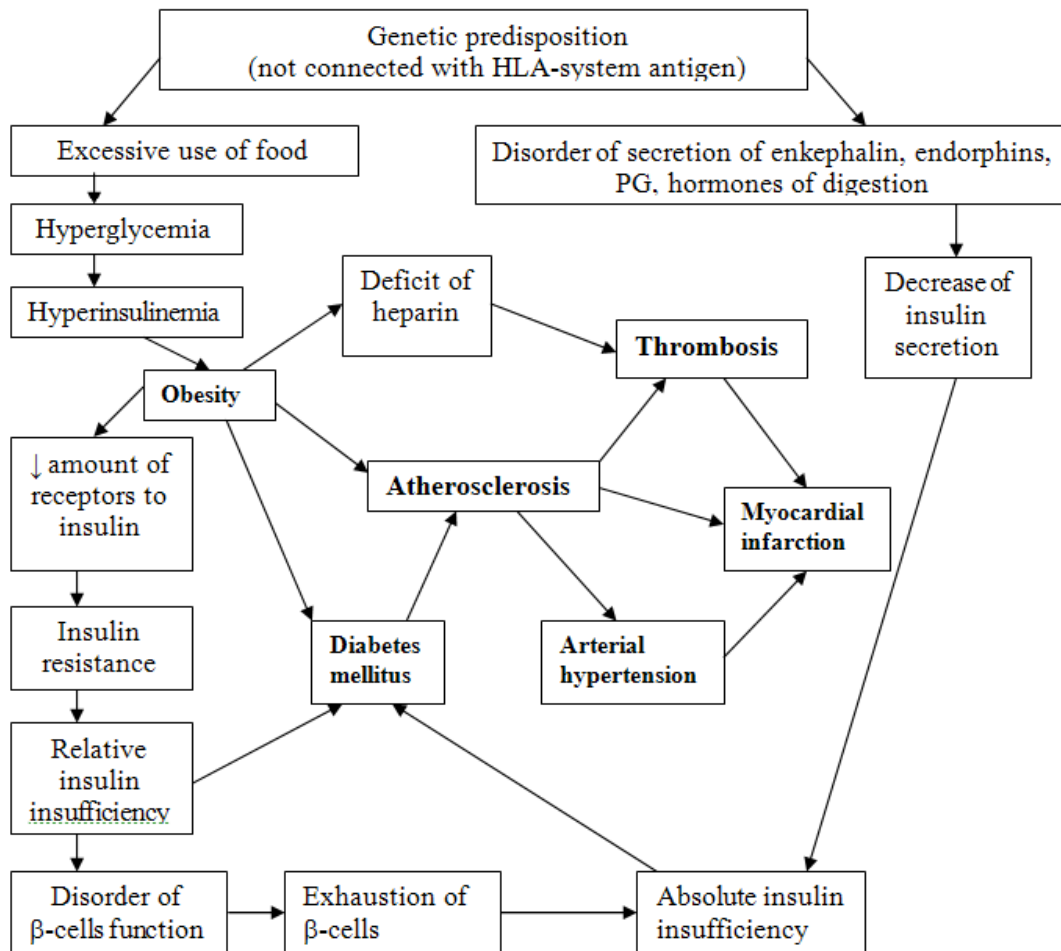 Genetic predisposition
(not connected with HLA-system antigen)
Excessive use of food
Disorder of secretion of enkephalin, endorphins,
PG, hormones of digestion
Hyperglycemia
Hyperinsulinemia
Deficit of
heparin
Decrease of
insulin
secretion
Thrombosis
Obesity
↓ amount of
receptors to
insulin
Atherosclerosis
Myocardial
infarction
Insulin
resistance
Diabetes
mellitus
Arterial
hypertension
Relative
insulin
insufficiency
Disorder of
β-cells function
Exhaustion of
β-cells
Absolute insulin
insufficiency